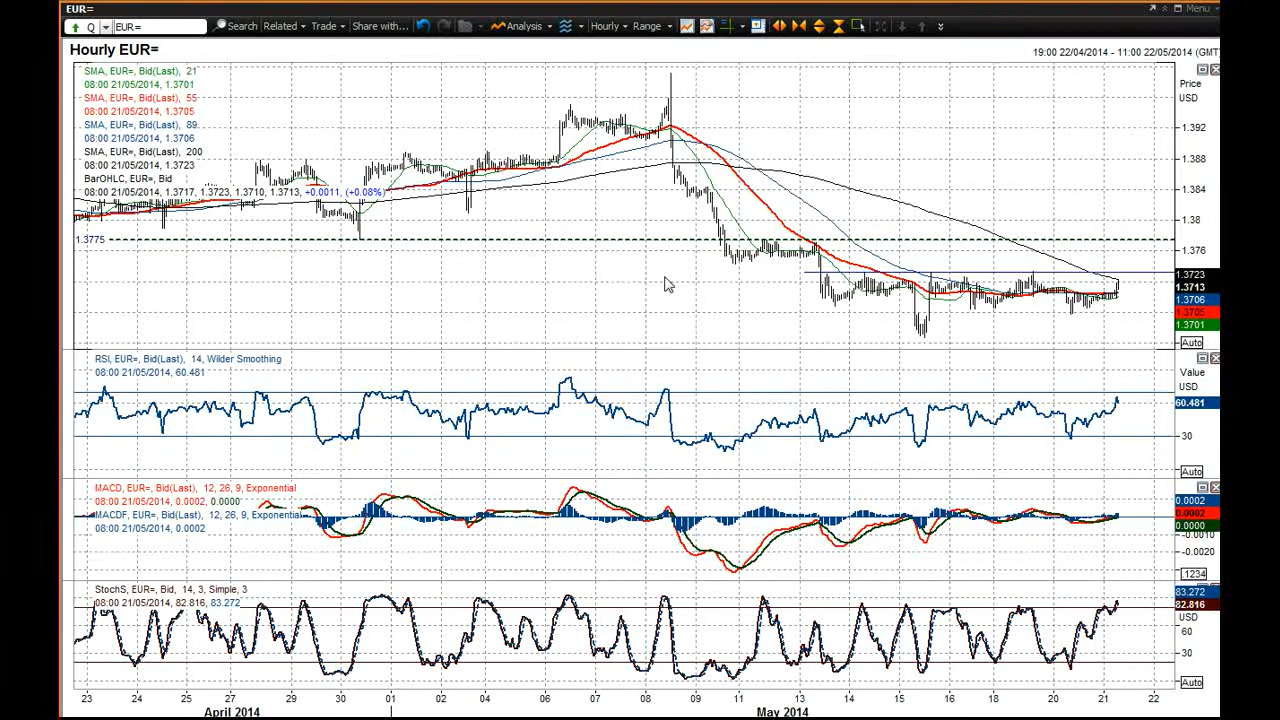 EUR=
Menu
Q EUR= Search Related Trade Share with... Analysis Hourly Range
Hourly EUR=
19:00 22/04/2014 - 11:00 22/05/2014 (GMT)
SMA, EUR=, Bid(Last), 21
08:00 21/05/2014, 1.3701
SMA, EUR=, Bid(Last), 55
08:00 21/05/2014, 1.3705
SMA, EUR=, Bid(Last), 89
08:00 21/05/2014, 1.3706
SMA, EUR=, Bid(Last), 200
08:00 21/05/2014, 1.3723
BarOHLC, EUR=, Bid
08:00 21/05/2014, 1.3717, 1.3723, 1.3710, 1.3713, +0.0011, (+0.08%)
1.3775
Price
USD
1.392
1.388
1.384
1.38
1.376
1.3723
1.3713
1.3706
1.3705
1.3701
Auto
RSI, EUR=, Bid(Last), 14, Wilder Smoothing
08:00 21/05/2014, 60.481
Value
USD
60.481
30
Auto
MACD, EUR=, Bid(Last), 12, 26, 9, Exponential
08:00 21/05/2014, 0.0002, 0.0000
MACDF, EUR=, Bid(Last), 12, 26, 9, Exponential
08:00 21/05/2014, 0.0002
0.0002
0.0002
0.0000
-0.0010
-0.0020
.1234
StochS, EUR=, Bid, 14, 3, Simple, 3
08:00 21/05/2014, 82.816, 83.272
83.272
82.816
USD
60
30
Auto
23 24 25 27 28 29 30 01 02 04 05 06 07 08 09 11 12 13 14 15 16 18 19 20 21 22
April 2014 May 2014